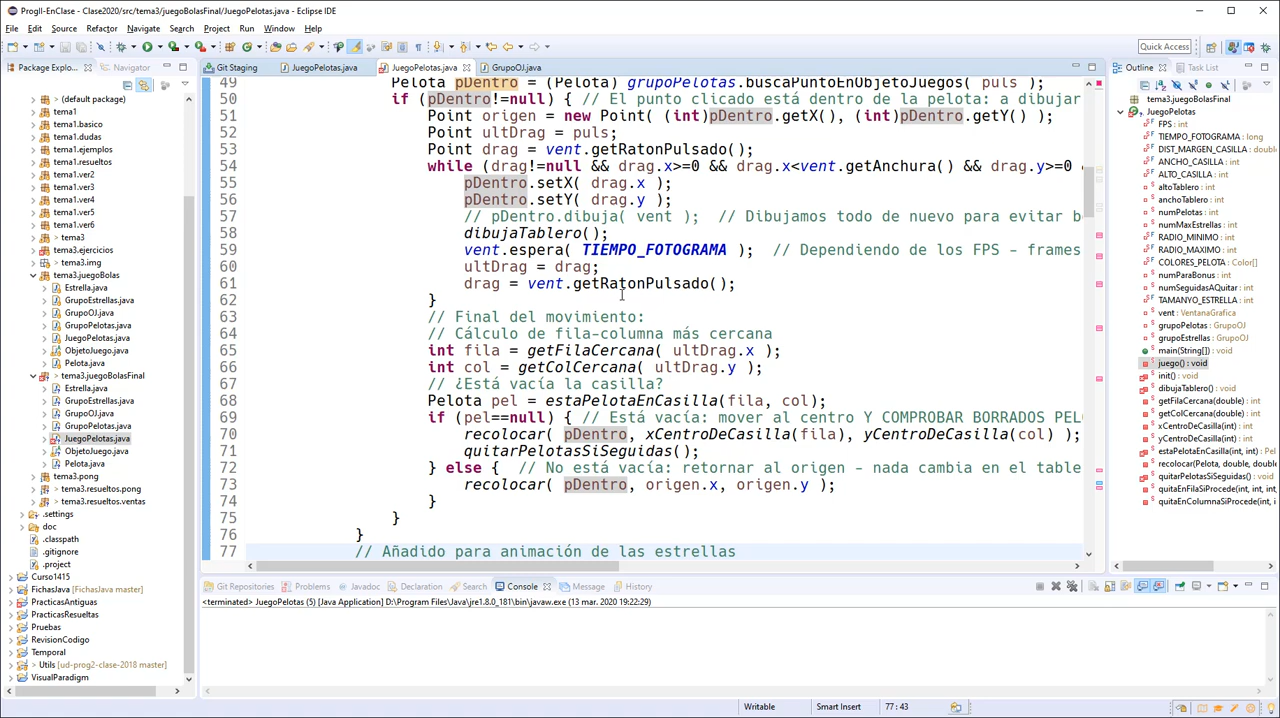 ProgII-EnClase - Clase2020/src/tema3/juegoBolasFinal/JuegoPelotas.java - Eclipse IDE
File Edit Source Refactor Navigate Search Project Run Window Help
Quick Access
Package Explo...
Navigator
(default package)
tema1
tema1.basico
tema1.dudas
tema1.ejemplos
tema1.resueltos
tema1.ver2
tema1.ver3
tema1.ver4
tema1.ver5
tema1.ver6
tema3
tema3.ejercicios
tema3.img
tema3.juegoBolas
Estrella.java
GrupoEstrellas.java
GrupoOJ.java
GrupoPelotas.java
JuegoPelotas.java
ObjetoJuego.java
Pelota.java
tema3.juegoBolasFinal
Estrella.java
GrupoEstrellas.java
GrupoOJ.java
GrupoPelotas.java
JuegoPelotas.java
ObjetoJuego.java
Pelota.java
tema3.pong
tema3.resueltos.pong
tema3.resueltos.ventas
.settings
doc
.classpath
.gitignore
.project
Curso1415
FichasJava [FichasJava master]
PracticasAntiguas
PracticasResueltas
Pruebas
RevisionCodigo
Temporal
> Utils [ud-prog2-clase-2018 master]
VisualParadigm
Git Staging JuegoPelotas.java JuegoPelotas.java GrupoOJ.java
49 Pelota pDentro = (Pelota) grupoPelotas.buscaPuntoEnObjetoJuegos( puls );
50 if (pDentro!=null) { // El punto clicado está dentro de la pelota: a dibujar
51 Point origen = new Point( (int)pDentro.getX(), (int)pDentro.getY() );
52 Point ultDrag = puls;
53 Point drag = vent.getRatonPulsado();
54 while (drag!=null && drag.x>=0 && drag.x<vent.getAnchura() && drag.y>=0
55 pDentro.setX( drag.x );
56 pDentro.setY( drag.y );
57 // pDentro.dibuja( vent ); // Dibujamos todo de nuevo para evitar b
58 dibujaTablero();
59 vent.espera( TIEMPO_FOTOGRAMA ); // Dependiendo de los FPS - frames
60 ultDrag = drag;
61 drag = vent.getRatonPulsado();
62 }
63 // Final del movimiento:
64 // Cálculo de fila-columna más cercana
65 int fila = getFilaCercana( ultDrag.x );
66 int col = getColCercana( ultDrag.y );
67 // ¿Está vacía la casilla?
68 Pelota pel = estaPelotaEnCasilla(fila, col);
69 if (pel==null) { // Está vacía: mover al centro Y COMPROBAR BORRADOS PEL
70 recolocar( pDentro, xCentroDeCasilla(fila), yCentroDeCasilla(col) );
71 quitarPelotasSiSeguidas();
72 } else { // No está vacía: retornar al origen - nada cambia en el table
73 recolocar( pDentro, origen.x, origen.y );
74 }
75 }
76 }
77 // Añadido para animación de las estrellas
Outline
Task List
tema3.juegoBolasFinal
JuegoPelotas
FPS : int
TIEMPO_FOTOGRAMA : long
DIST_MARGEN_CASILLA : double
ANCHO_CASILLA : int
ALTO_CASILLA : int
altoTablero : int
anchoTablero : int
numPelotas : int
numMaxEstrellas : int
RADIO_MINIMO : int
RADIO_MAXIMO : int
COLORES_PELOTA : Color[]
numParaBonus : int
numSeguidasAQuitar : int
TAMANYO_ESTRELLA : int
vent : VentanaGrafica
grupoPelotas : GrupoOJ
grupoEstrellas : GrupoOJ
main(String[]) : void
juego() : void
init() : void
dibujaTablero() : void
getFilaCercana(double) : int
getColCercana(double) : int
xCentroDeCasilla(int) : int
yCentroDeCasilla(int) : int
estaPelotaEnCasilla(int, int) : Pelota
recolocar(Pelota, double, double)
quitarPelotasSiSeguidas() : void
quitaEnFilaSiProcede(int, int, int
quitaEnColumnaSiProcede(int, in
Git Repositories Problems Javadoc Declaration Search Console Message History
<terminated> JuegoPelotas (5) [Java Application] D:\Program Files\Java\jre1.8.0_181\bin\javaw.exe (13 mar. 2020 19:22:29)
Writable Smart Insert 77 : 43